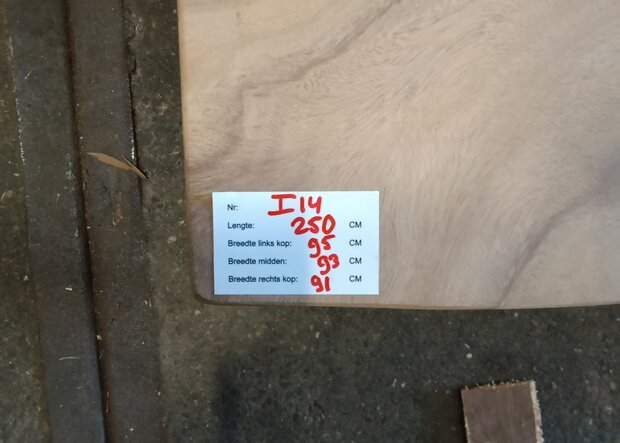 Nr: I14
Lengte: 250 CM
Breedte links kop: 95 CM
Breedte midden: 93 CM
Breedte rechts kop: 91 CM